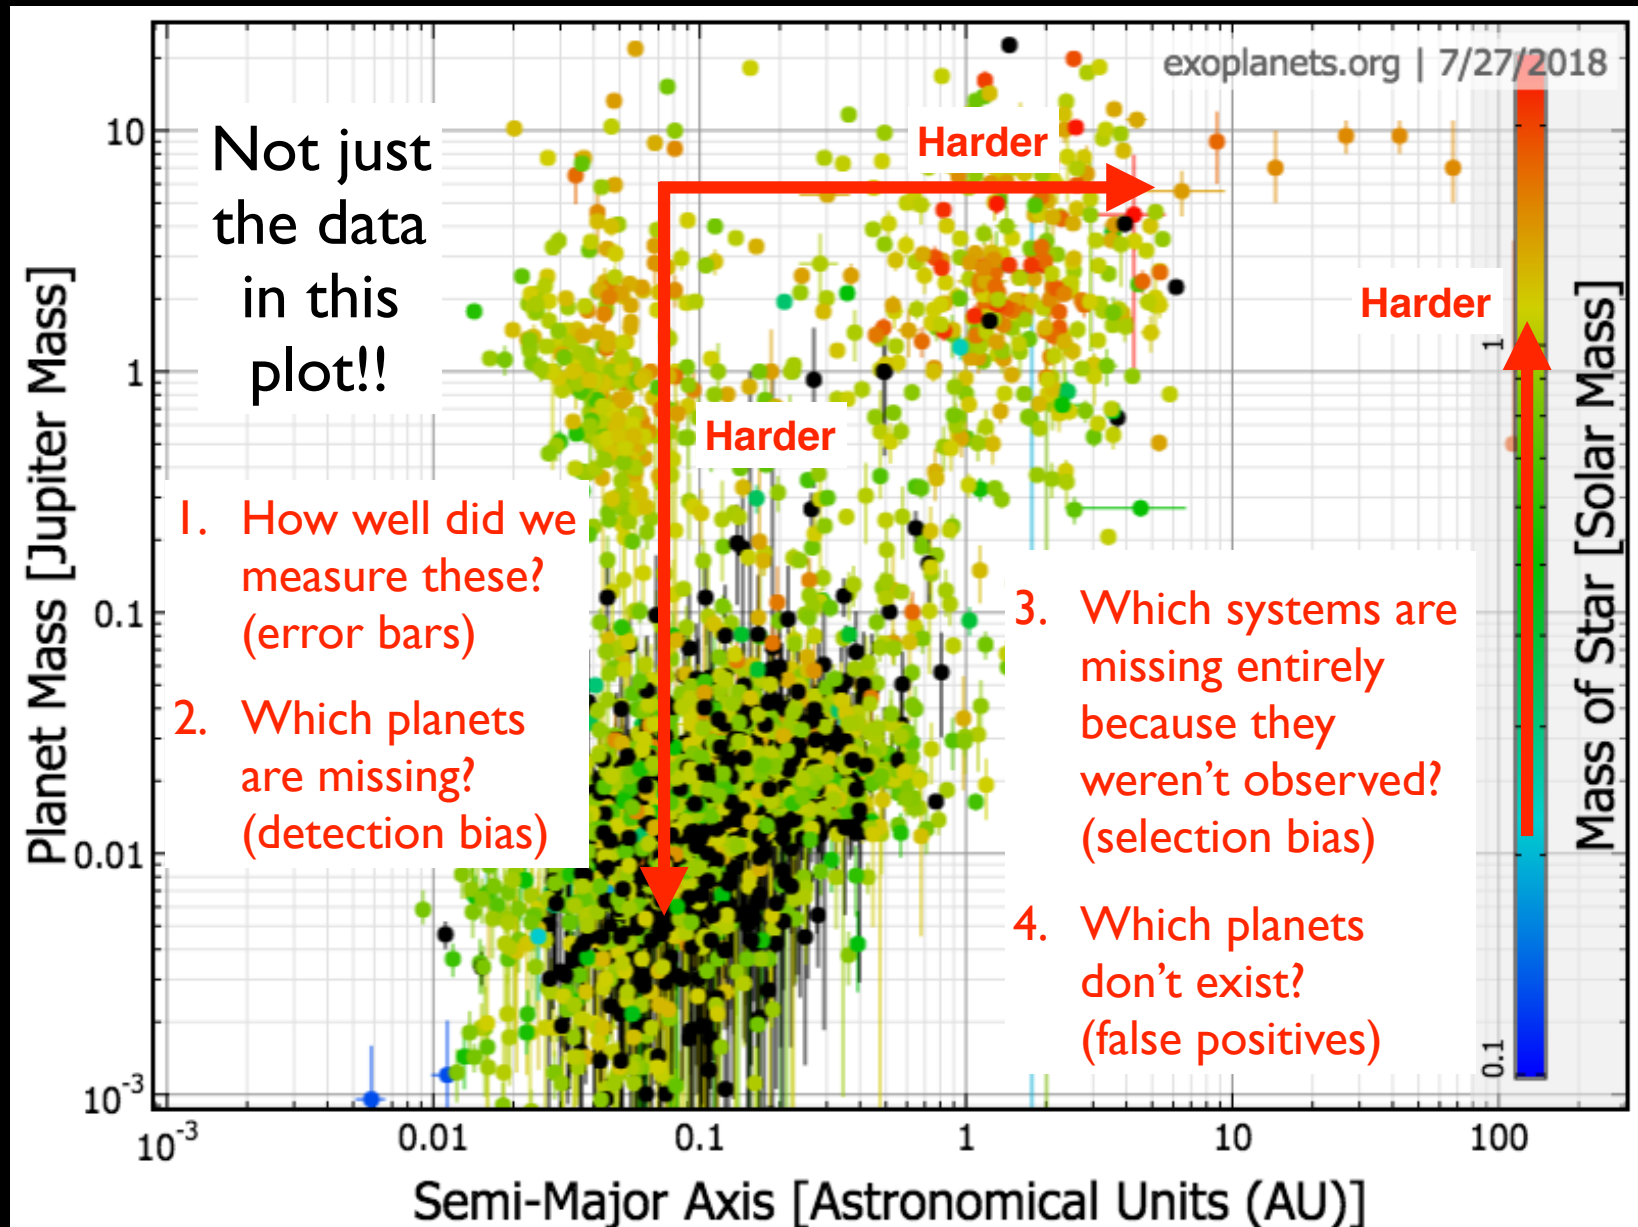 exoplanets.org | 7/27/2018
Not just
the data
in this
plot!!
Harder
Harder
Harder
1. How well did we
measure these?
(error bars)
2. Which planets
are missing?
(detection bias)
3. Which systems are
missing entirely
because they
weren't observed?
(selection bias)
4. Which planets
don't exist?
(false positives)
Planet Mass [Jupiter Mass]
10
1
0.1
0.01
10⁻³
10⁻³
0.01
0.1
1
10
100
Semi-Major Axis [Astronomical Units (AU)]
1
0.1
Mass of Star [Solar Mass]